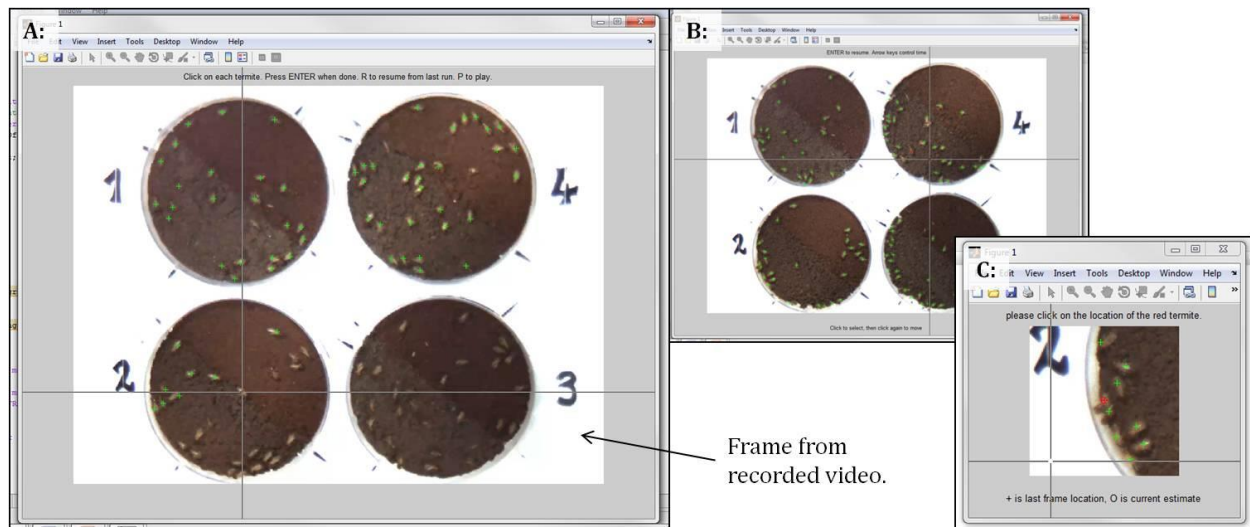 A:
Figure 1
Edit View Insert Tools Desktop Window Help
Click on each termite. Press ENTER when done. R to resume from last run. P to play.
1
4
2
3
B:
Insert Tools Desktop Window Help
ENTER to resume. Arrow keys control time
1
4
2
Click to select, then click again to move
C:
Figure 1
Edit View Insert Tools Desktop Window Help
please click on the location of the red termite.
2
+ is last frame location, O is current estimate
Frame from
recorded video.